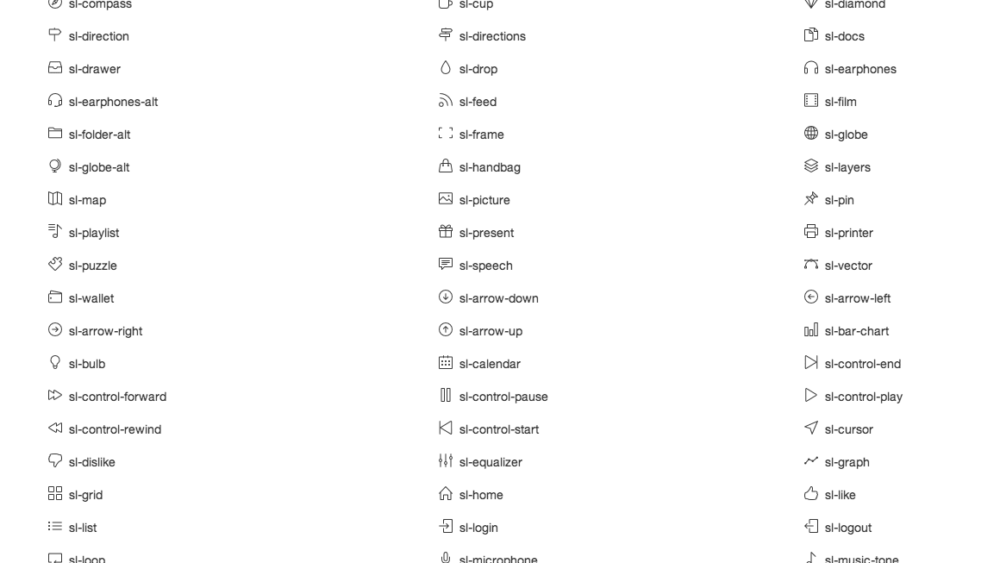 sl-compass sl-cup sl-diamond
sl-direction sl-directions sl-docs
sl-drawer sl-drop sl-earphones
sl-earphones-alt sl-feed sl-film
sl-folder-alt sl-frame sl-globe
sl-globe-alt sl-handbag sl-layers
sl-map sl-picture sl-pin
sl-playlist sl-present sl-printer
sl-puzzle sl-speech sl-vector
sl-wallet sl-arrow-down sl-arrow-left
sl-arrow-right sl-arrow-up sl-bar-chart
sl-bulb sl-calendar sl-control-end
sl-control-forward sl-control-pause sl-control-play
sl-control-rewind sl-control-start sl-cursor
sl-dislike sl-equalizer sl-graph
sl-grid sl-home sl-like
sl-list sl-login sl-logout
sl-loop sl-microphone sl-music-tone